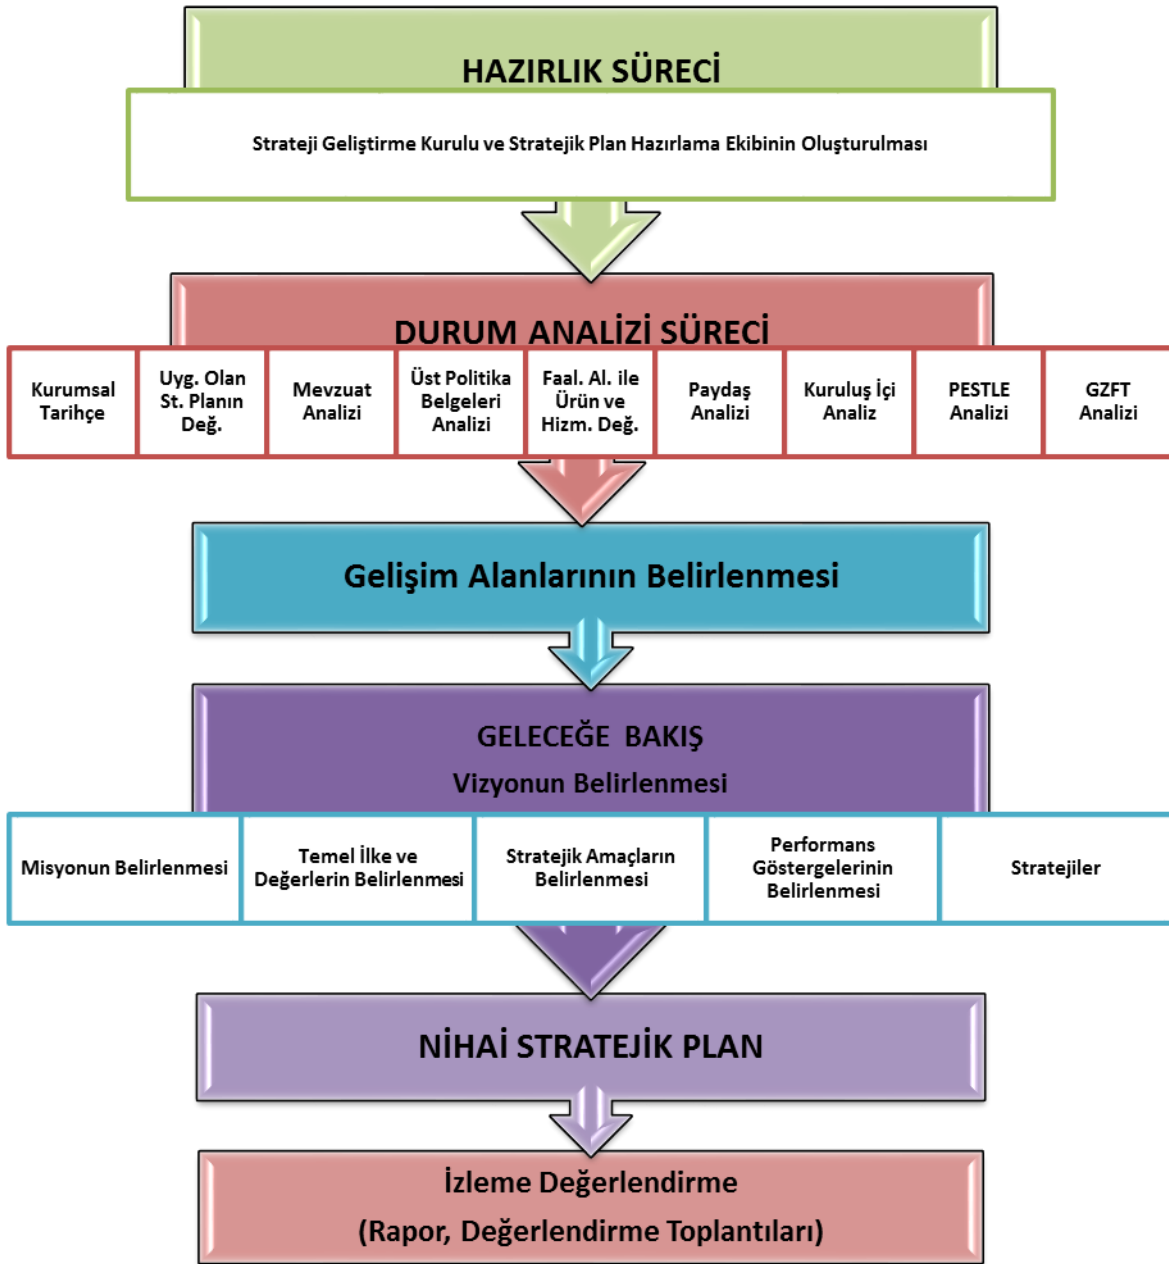 HAZIRLIK SÜRECİ
Strateji Geliştirme Kurulu ve Stratejik Plan Hazırlama Ekibinin Oluşturulması
DURUM ANALİZİ SÜRECİ
Kurumsal
Tarihçe
Uyg. Olan
St. Planın
Değ.
Mevzuat
Analizi
Üst Politika
Belgeleri
Analizi
Faal. Al. ile
Ürün ve
Hizm. Değ.
Paydaş
Analizi
Kuruluş İçi
Analiz
PESTLE
Analizi
GZFT
Analizi
Gelişim Alanlarının Belirlenmesi
GELECEĞE BAKIŞ
Vizyonun Belirlenmesi
Misyonun Belirlenmesi
Temel İlke ve
Değerlerin Belirlenmesi
Stratejik Amaçların
Belirlenmesi
Performans
Göstergelerinin
Belirlenmesi
Stratejiler
NİHAİ STRATEJİK PLAN
İzleme Değerlendirme
(Rapor, Değerlendirme Toplantıları)